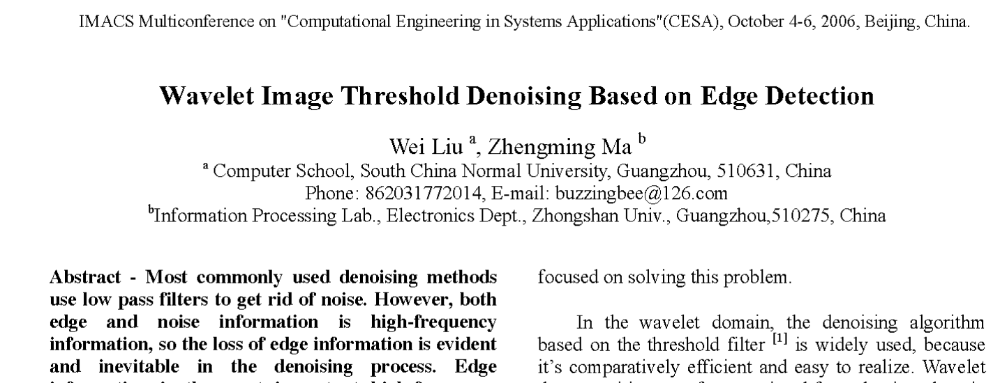 IMACS Multiconference on "Computational Engineering in Systems Applications"(CESA), October 4-6, 2006, Beijing, China.
Wavelet Image Threshold Denoising Based on Edge Detection
Wei Liu a, Zhengming Ma b
a Computer School, South China Normal University, Guangzhou, 510631, China
Phone: 862031772014, E-mail: buzzingbee@126.com
bInformation Processing Lab., Electronics Dept., Zhongshan Univ., Guangzhou,510275, China
Abstract - Most commonly used denoising methods
use low pass filters to get rid of noise. However, both
edge and noise information is high-frequency
information, so the loss of edge information is evident
and inevitable in the denoising process. Edge
focused on solving this problem.
In the wavelet domain, the denoising algorithm
based on the threshold filter [1] is widely used, because
it's comparatively efficient and easy to realize. Wavelet